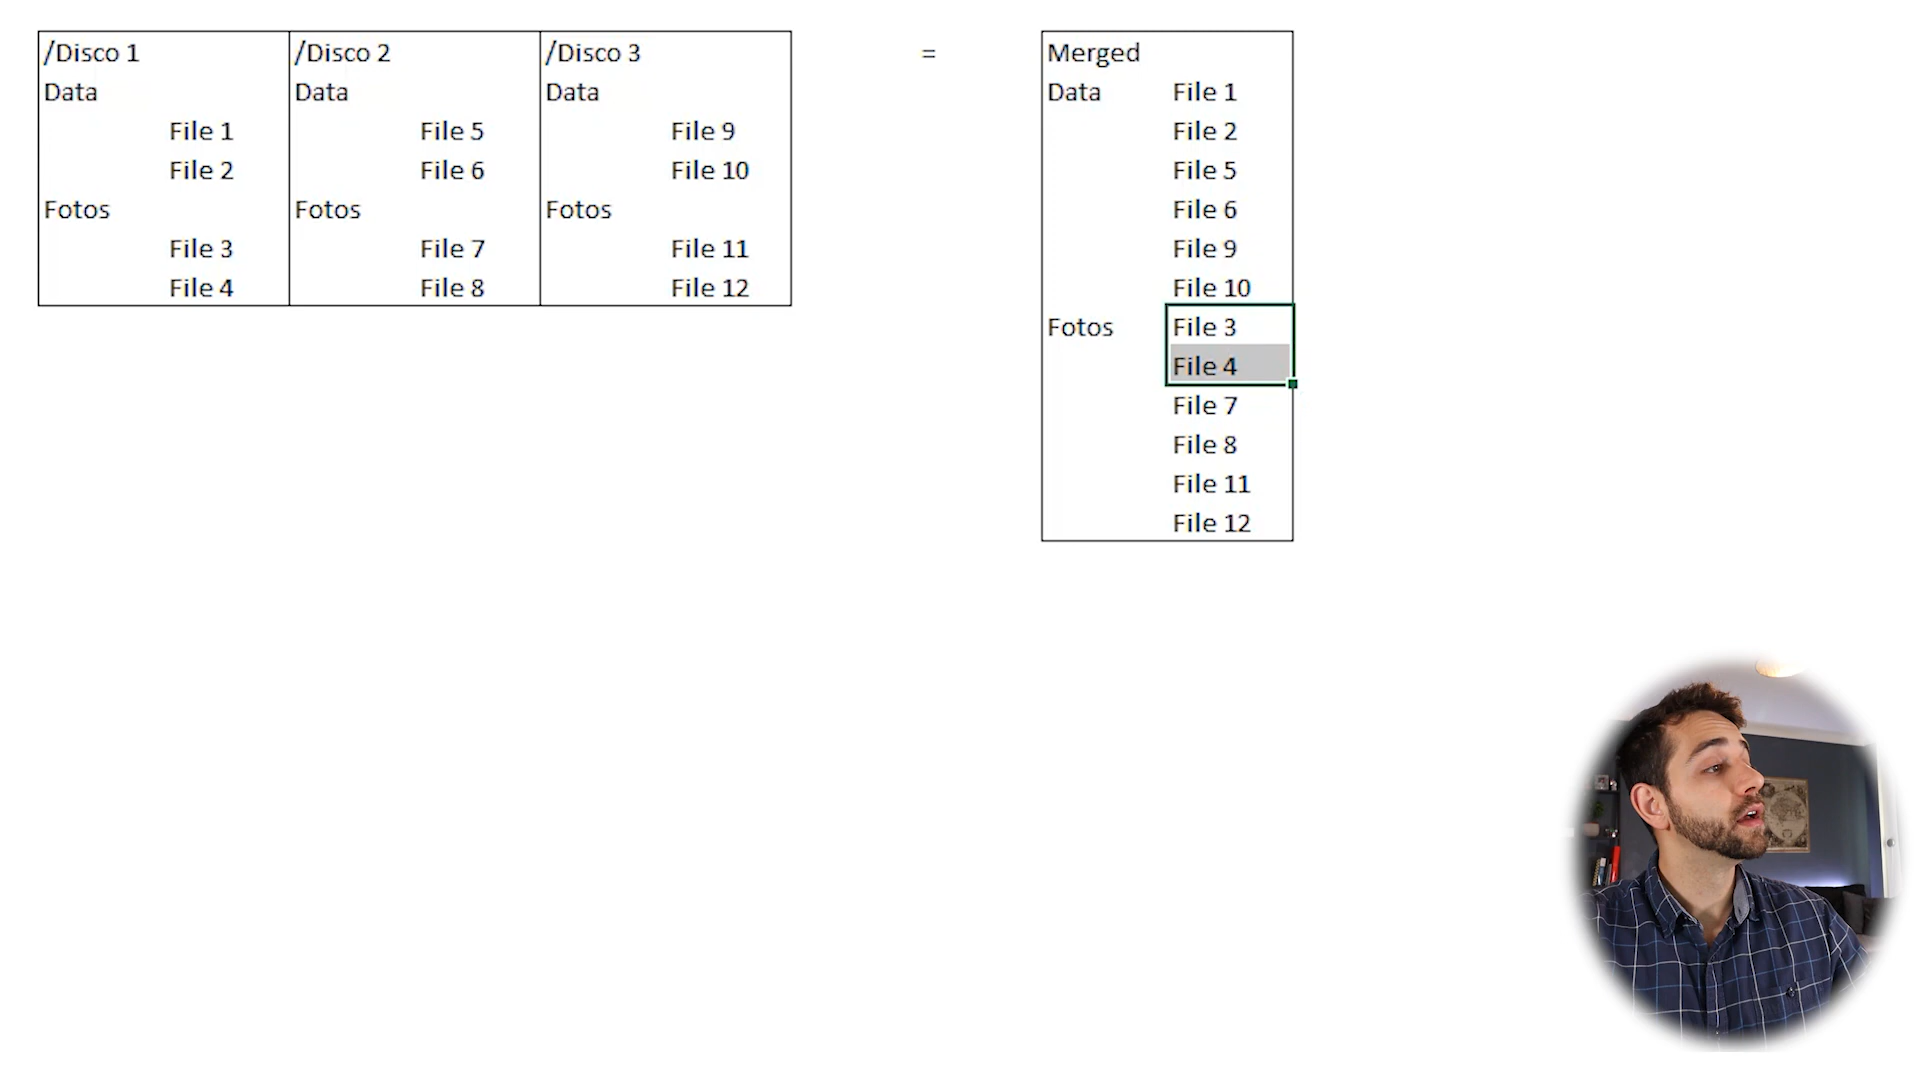 /Disco 1 /Disco 2 /Disco 3 = Merged
Data Data Data Data File 1
File 1 File 5 File 9 File 2
File 2 File 6 File 10 File 5
Fotos Fotos Fotos File 6
File 3 File 7 File 11 File 9
File 4 File 8 File 12 File 10
Fotos File 3
File 4
File 7
File 8
File 11
File 12